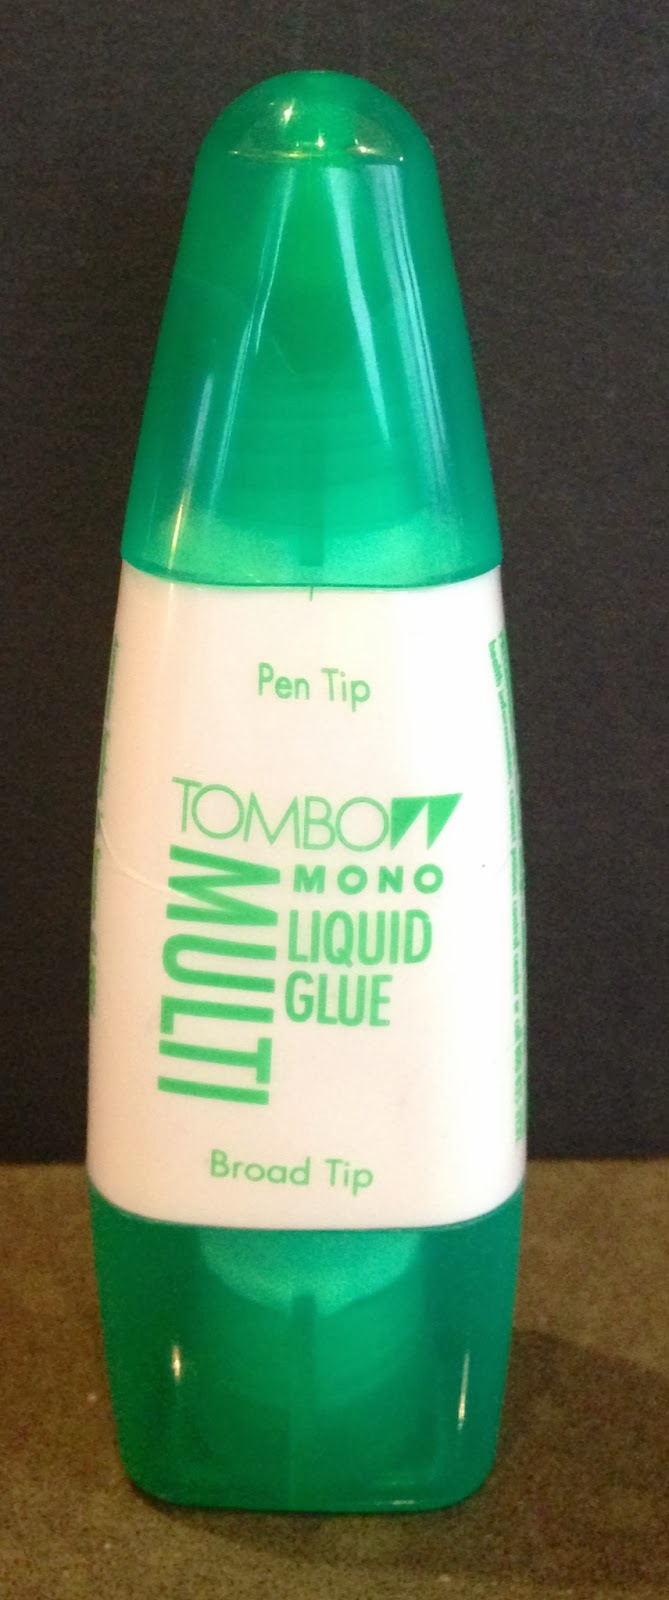 Pen Tip
TOMBOW
MONO
MULTI
LIQUID
GLUE
Broad Tip